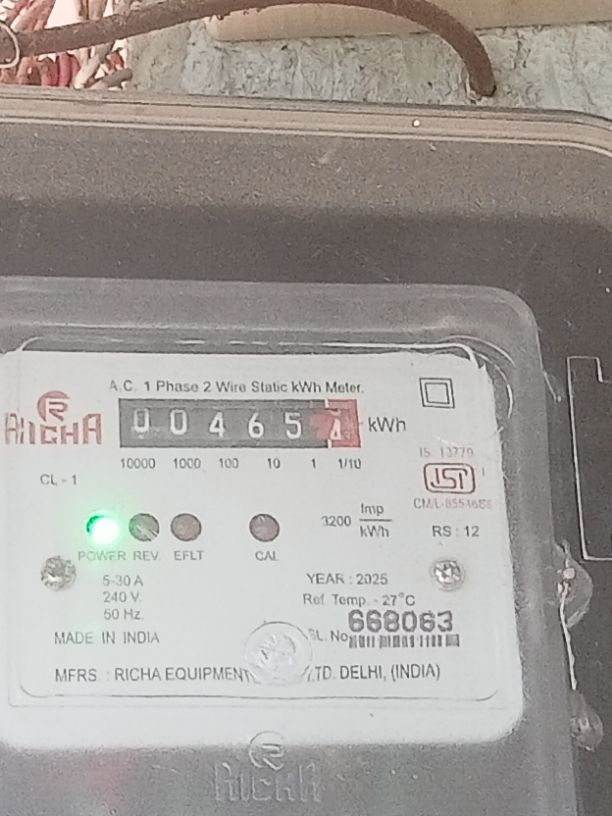 A.C. 1 Phase 2 Wire Static kWh Meter.
RICHA
0 0 4 6 5 kWh
10000 1000 100 10 1 1/10
CL - 1
IS 13779
ISI
3200 Imp
kWh
RS : 12
POWER REV. EFLT CAL
5-30 A
240 V.
50 Hz.
YEAR : 2025
Ref. Temp. - 27°C
668063
SL. No.
MADE IN INDIA
MFRS. : RICHA EQUIPMENT LTD. DELHI, (INDIA)
RICHA